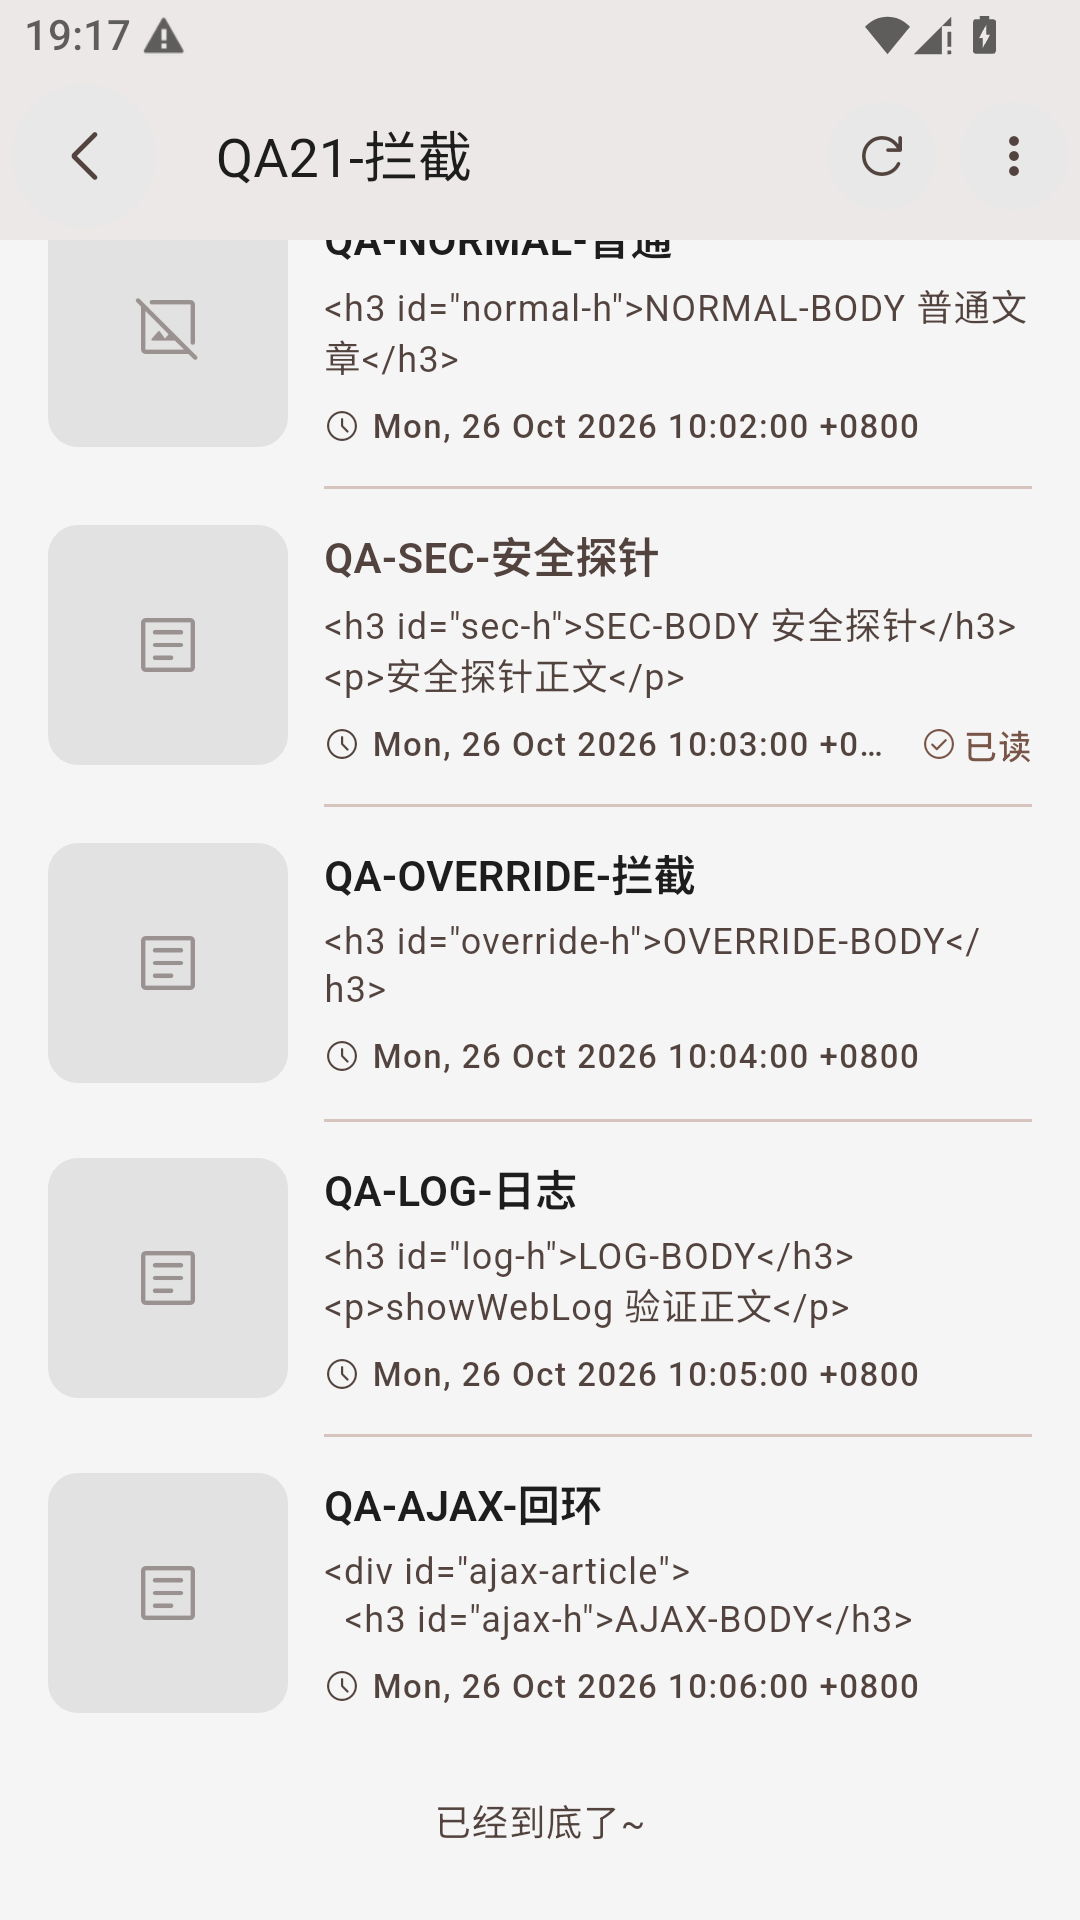 19:17
QA21-拦截
QA-NORMAL-普通
<h3 id="normal-h">NORMAL-BODY 普通文
章</h3>
Mon, 26 Oct 2026 10:02:00 +0800
QA-SEC-安全探针
<h3 id="sec-h">SEC-BODY 安全探针</h3>
<p>安全探针正文</p>
Mon, 26 Oct 2026 10:03:00 +0… 已读
QA-OVERRIDE-拦截
<h3 id="override-h">OVERRIDE-BODY</
h3>
Mon, 26 Oct 2026 10:04:00 +0800
QA-LOG-日志
<h3 id="log-h">LOG-BODY</h3>
<p>showWebLog 验证正文</p>
Mon, 26 Oct 2026 10:05:00 +0800
QA-AJAX-回环
<div id="ajax-article">
<h3 id="ajax-h">AJAX-BODY</h3>
Mon, 26 Oct 2026 10:06:00 +0800
已经到底了~